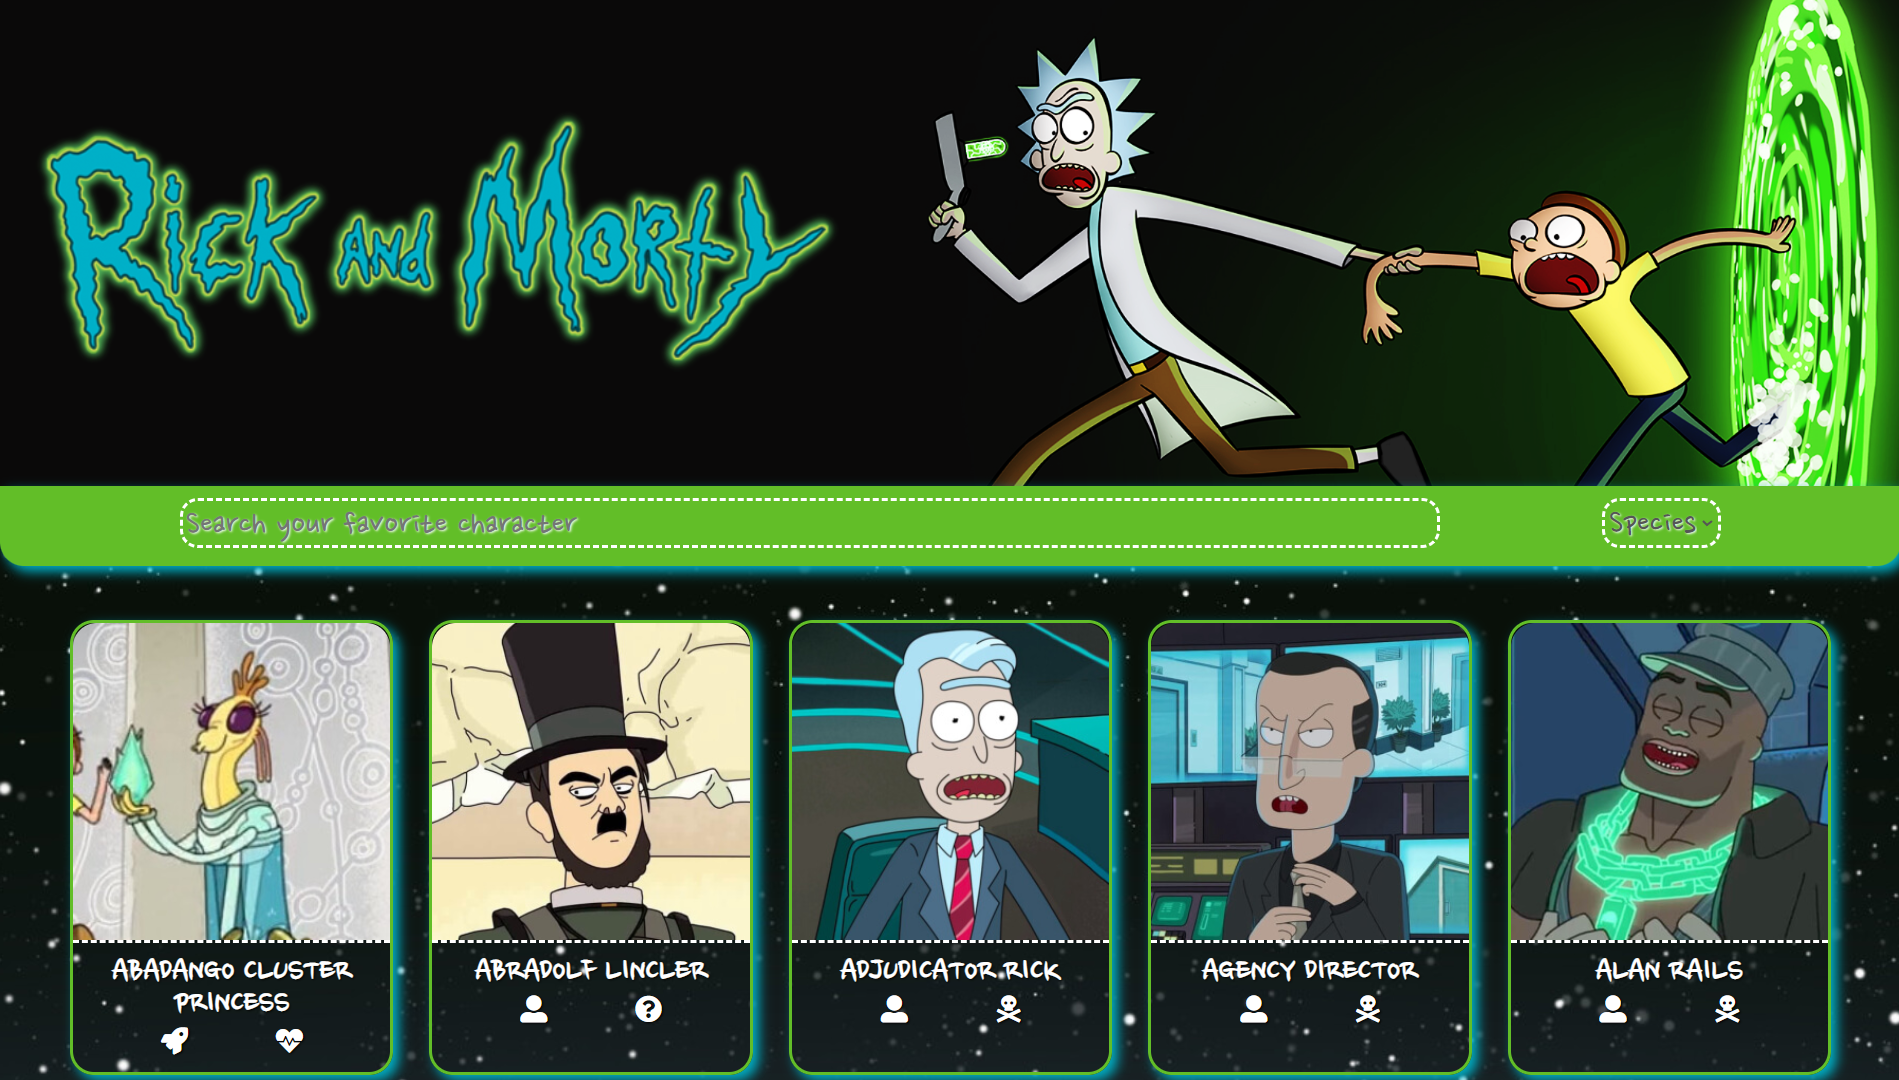 Rick and Morty
Search your favorite character
Species
ABADANGO CLUSTER
PRINCESS
ABRADOLF LINCLER
ADJUDICATOR RICK
AGENCY DIRECTOR
ALAN RAILS